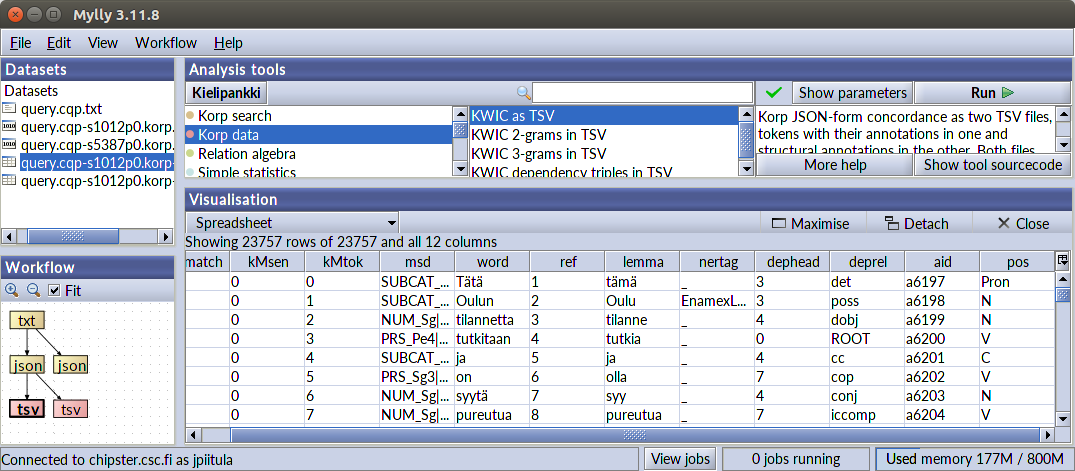 Mylly 3.11.8
File Edit View Workflow Help
Datasets
Datasets
query.cqp.txt
query.cqp-s1012p0.korp.
query.cqp-s5387p0.korp.
query.cqp-s1012p0.korp-
query.cqp-s1012p0.korp-
Workflow
Fit
txt
json json
tsv tsv
Analysis tools
Kielipankki
Show parameters Run
Korp search
Korp data
Relation algebra
Simple statistics
KWIC as TSV
KWIC 2-grams in TSV
KWIC 3-grams in TSV
KWIC dependency triples in TSV
Korp JSON-form concordance as two TSV files,
tokens with their annotations in one and
structural annotations in the other. Both files
More help Show tool sourcecode
Visualisation
Spreadsheet Maximise Detach Close
Showing 23757 rows of 23757 and all 12 columns
match kMsen kMtok msd word ref lemma nertag dephead deprel aid pos
0 0 SUBCAT_... Tätä 1 tämä _ 3 det a6197 Pron
0 1 SUBCAT_... Oulun 2 Oulu EnamexL... 3 poss a6198 N
0 2 NUM_Sg|... tilannetta 3 tilanne _ 4 dobj a6199 N
0 3 PRS_Pe4|... tutkitaan 4 tutkia _ 0 ROOT a6200 V
0 4 SUBCAT_... ja 5 ja _ 4 cc a6201 C
0 5 PRS_Sg3|... on 6 olla _ 7 cop a6202 V
0 6 NUM_Sg|... syytä 7 syy _ 4 conj a6203 N
0 7 NUM_Sg|... pureutua 8 pureutua _ 7 iccomp a6204 V
Connected to chipster.csc.fi as jpiitula View jobs 0 jobs running Used memory 177M / 800M